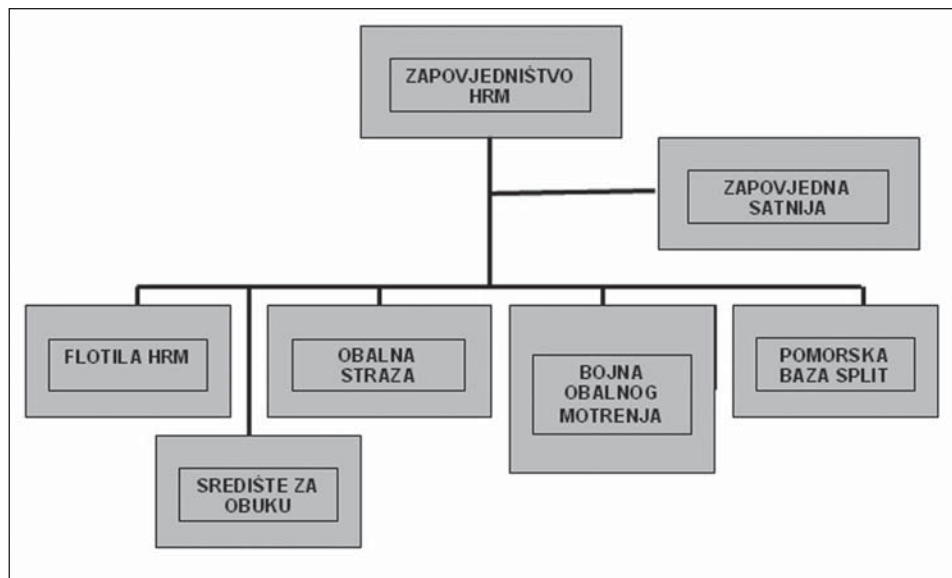 ZAPOVJEDNIŠTVO
HRM
ZAPOVJEDNA
SATNIJA
FLOTILA HRM
OBALNA
STRAZA
BOJNA
OBALNOG
MOTRENJA
POMORSKA
BAZA SPLIT
SREDIŠTE ZA
OBUKU